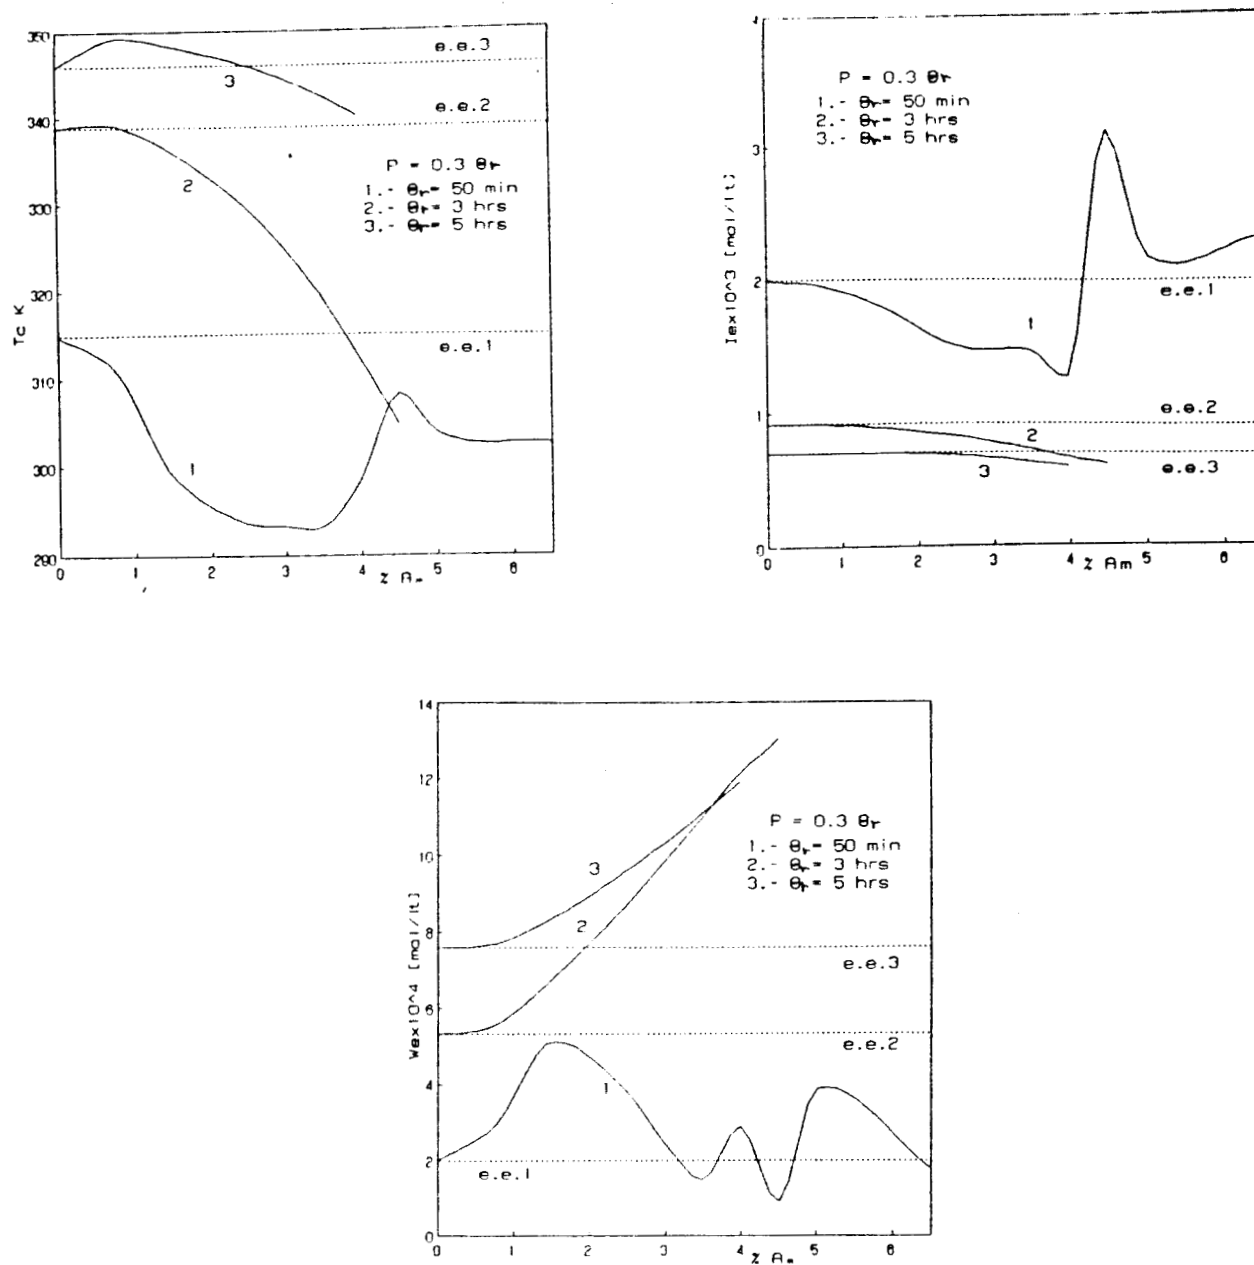 350
340
330
320
310
300
290
Tc K
e.e.3
3
e.e.2
2
P = 0.3 θr
1.- θr= 50 min
2.- θr= 3 hrs
3.- θr= 5 hrs
e.e.1
1
0 1 2 3 4 5 6
% Am
4
3
2
1
0
Iex10^3 [mol/lt]
P = 0.3 θr
1.- θr= 50 min
2.- θr= 3 hrs
3.- θr= 5 hrs
e.e.1
1
e.e.2
2
3
e.e.3
0 1 2 3 4 5 6
% Am
14
12
10
8
6
4
2
0
Wex10^4 [mol/lt]
P = 0.3 θr
1.- θr= 50 min
2.- θr= 3 hrs
3.- θr= 5 hrs
3
2
e.e.3
e.e.2
1
e.e.1
0 1 2 3 4 5 6
% Am